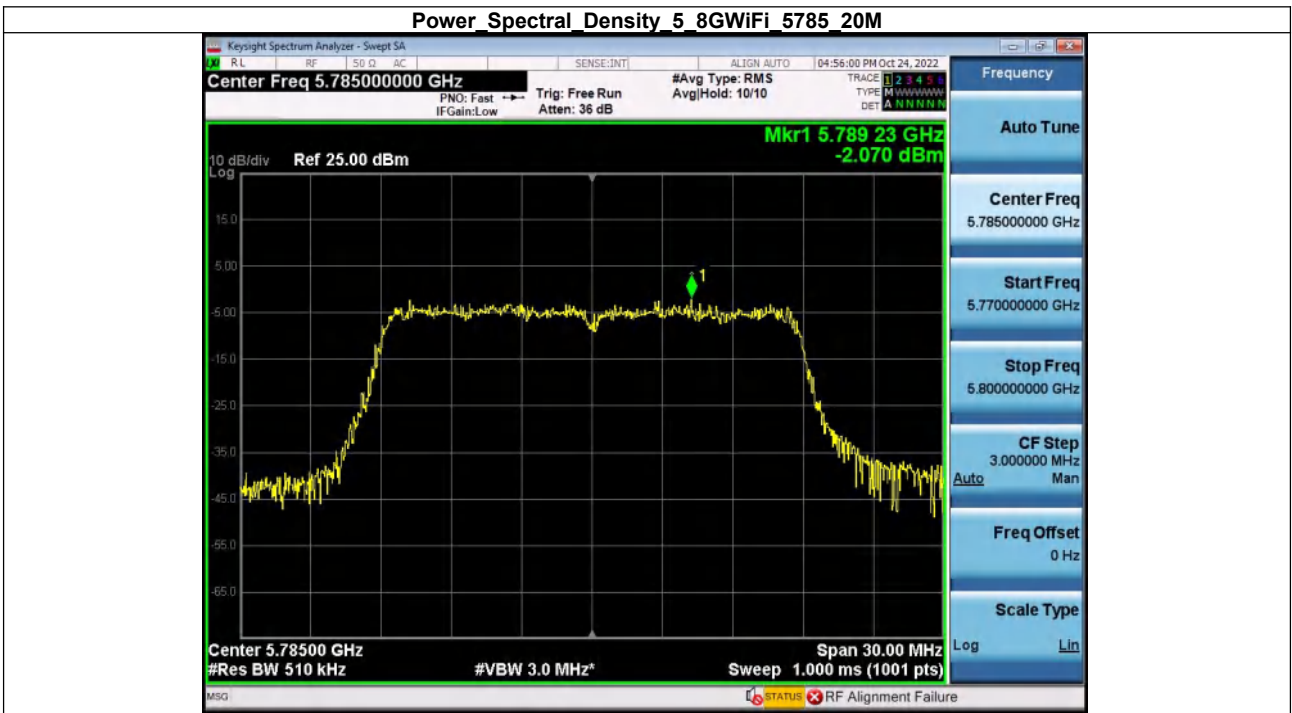 Power_Spectral_Density_5_8GWiFi_5785_20M
Keysight Spectrum Analyzer - Swept SA
RL RF 50 Ω AC SENSE:INT ALIGN AUTO 04:56:00 PM Oct 24, 2022
Center Freq 5.785000000 GHz
PNO: Fast
IFGain:Low
Trig: Free Run
Atten: 36 dB
#Avg Type: RMS
Avg|Hold: 10/10
TRACE 1 2 3 4 5 6
TYPE M WWWWW
DET A N N N N N
Mkr1 5.789 23 GHz
-2.070 dBm
10 dB/div Ref 25.00 dBm
Log
15.0
5.00
-5.00
-15.0
-25.0
-35.0
-45.0
-55.0
-65.0
1
Center 5.78500 GHz Span 30.00 MHz
#Res BW 510 kHz #VBW 3.0 MHz* Sweep 1.000 ms (1001 pts)
MSG STATUS RF Alignment Failure
Frequency
Auto Tune
Center Freq
5.785000000 GHz
Start Freq
5.770000000 GHz
Stop Freq
5.800000000 GHz
CF Step
3.000000 MHz
Auto Man
Freq Offset
0 Hz
Scale Type
Log Lin